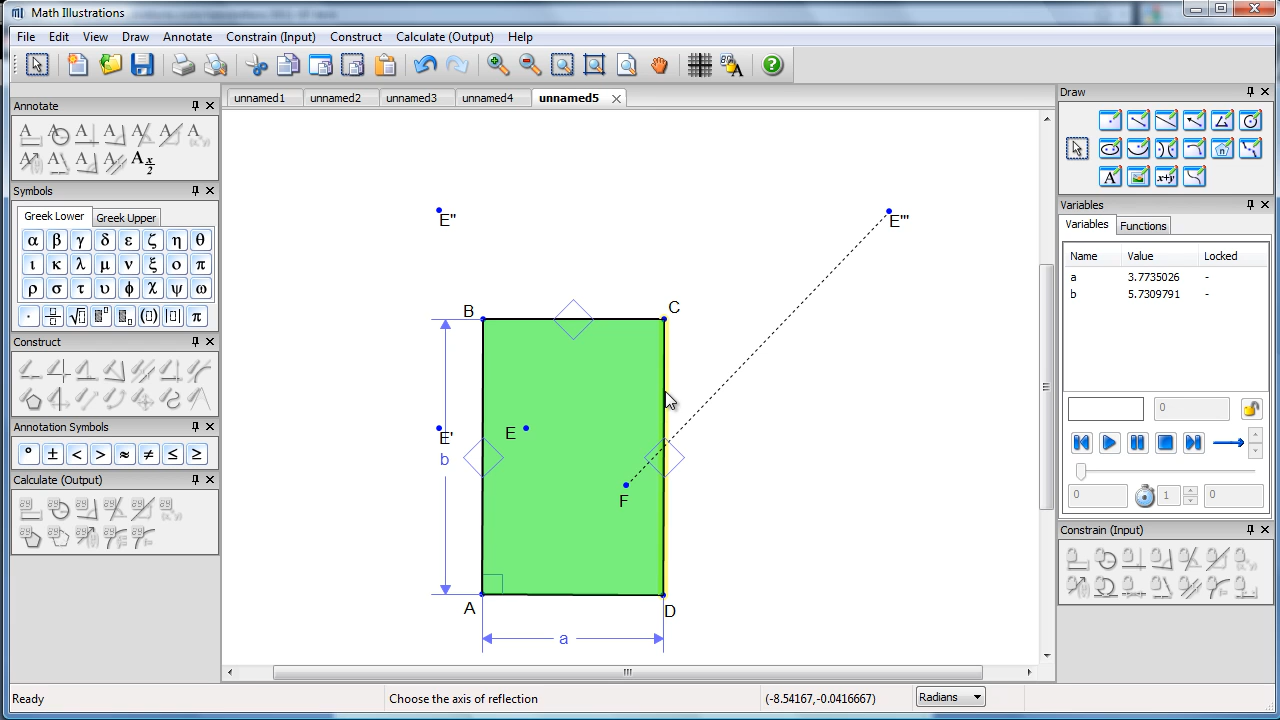 Math Illustrations
File Edit View Draw Annotate Constrain (Input) Construct Calculate (Output) Help
unnamed1 unnamed2 unnamed3 unnamed4 unnamed5
Annotate
Symbols
Greek Lower Greek Upper
α β γ δ ε ζ η θ
ι κ λ μ ν ξ ο π
ρ σ τ υ φ χ ψ ω
π
Construct
Annotation Symbols
° ± < > ≈ ≠ ≤ ≥
Calculate (Output)
E''
E'''
B
C
E'
E
b
F
A
D
a
Draw
Variables
Variables Functions
Name Value Locked
a 3.7735026 -
b 5.7309791 -
0
0 1 0
Constrain (Input)
Ready Choose the axis of reflection (-8.54167,-0.0416667) Radians